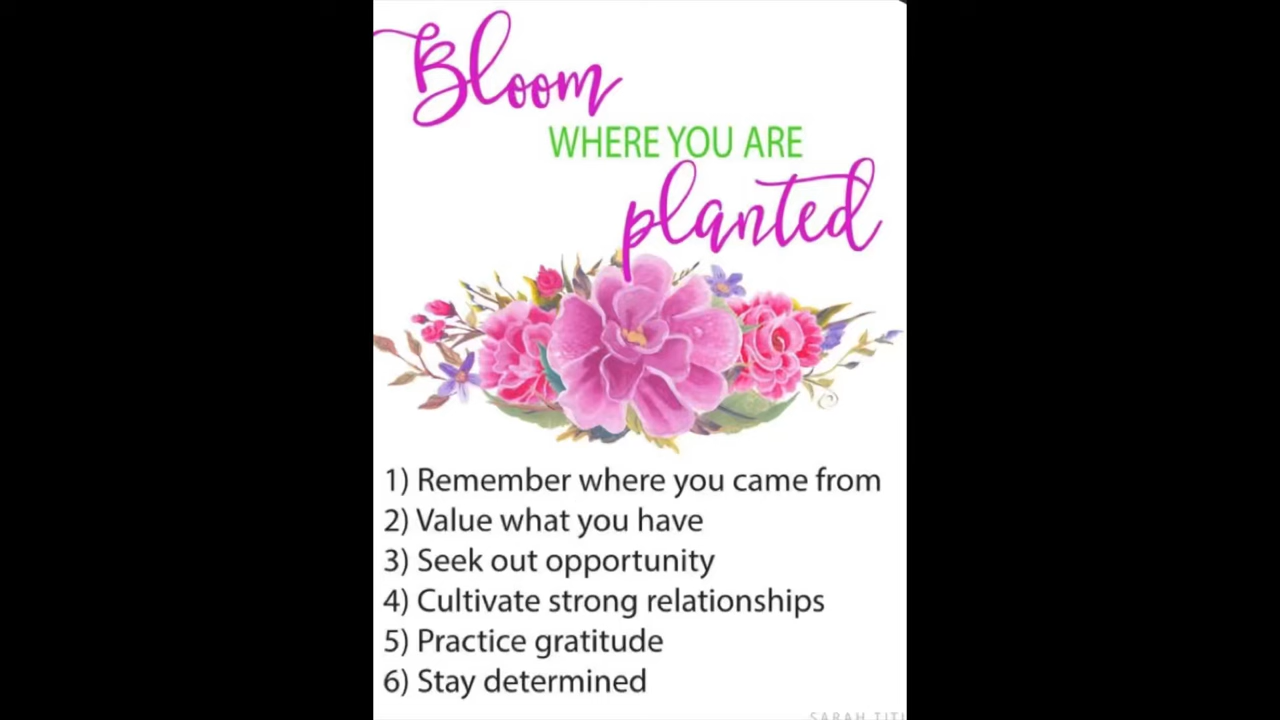 Bloom
WHERE YOU ARE
planted
1) Remember where you came from
2) Value what you have
3) Seek out opportunity
4) Cultivate strong relationships
5) Practice gratitude
6) Stay determined
SARAH